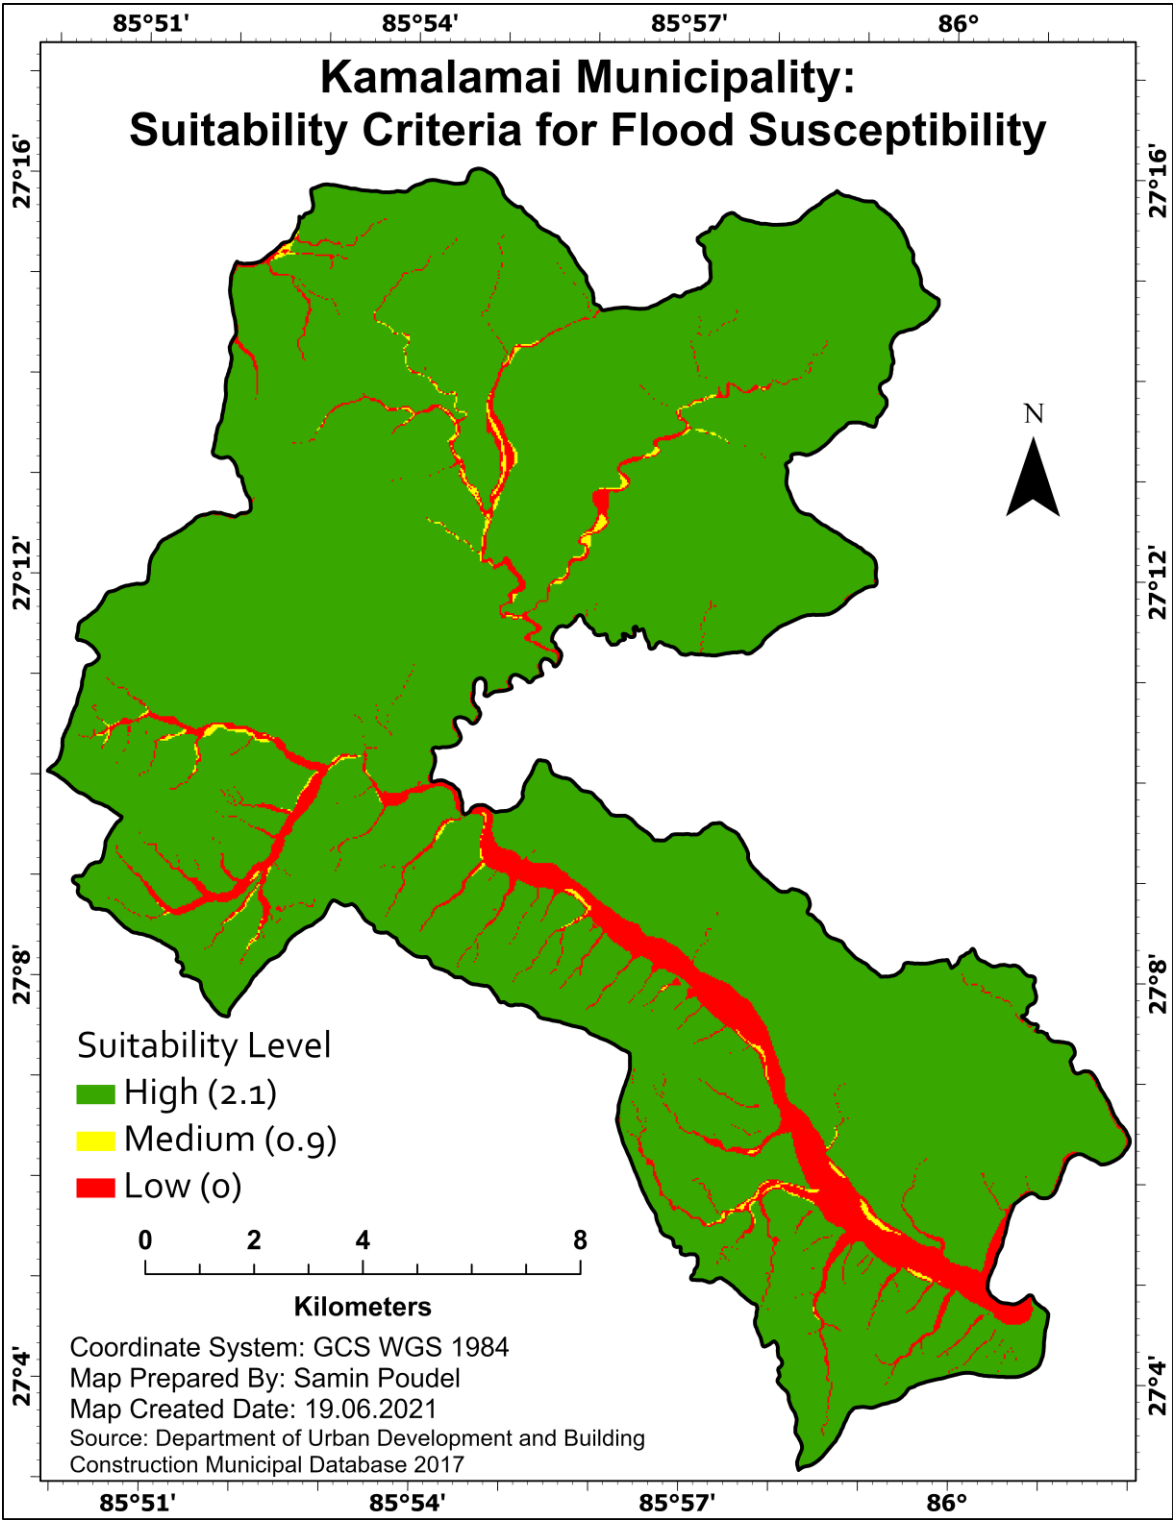 85°51' 85°54' 85°57' 86°
Kamalamai Municipality:
Suitability Criteria for Flood Susceptibility
27°16' 27°16'
N
27°12' 27°12'
27°8' 27°8'
Suitability Level
High (2.1)
Medium (0.9)
Low (0)
0 2 4 8
Kilometers
Coordinate System: GCS WGS 1984
Map Prepared By: Samin Poudel
Map Created Date: 19.06.2021
Source: Department of Urban Development and Building
Construction Municipal Database 2017
27°4' 27°4'
85°51' 85°54' 85°57' 86°